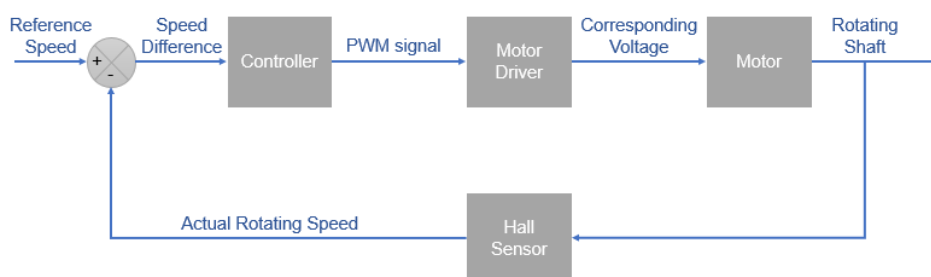 Reference
Speed
+
-
Speed
Difference
Controller
PWM signal
Motor
Driver
Corresponding
Voltage
Motor
Rotating
Shaft
Actual Rotating Speed
Hall
Sensor